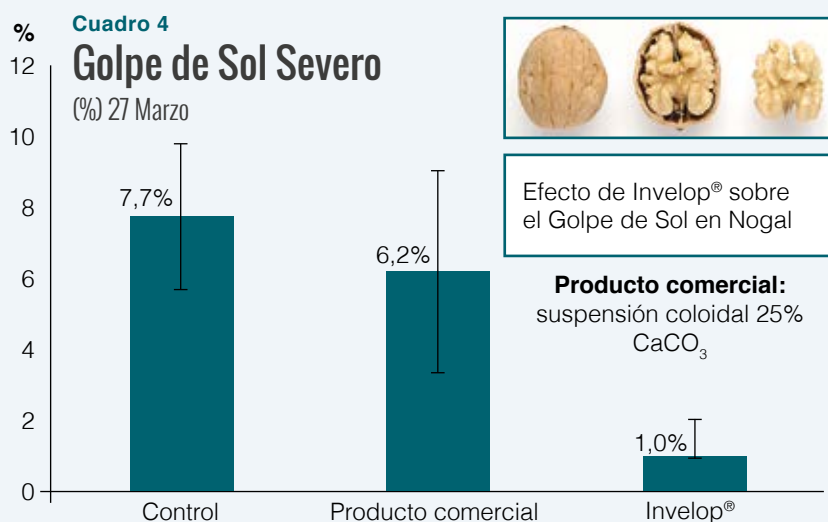 Cuadro 4
Golpe de Sol Severo
(%) 27 Marzo
%
12
10
8
6
4
2
0
7,7%
6,2%
1,0%
Control
Producto comercial
Invelop®
Efecto de Invelop® sobre
el Golpe de Sol en Nogal
Producto comercial:
suspensión coloidal 25%
CaCO₃